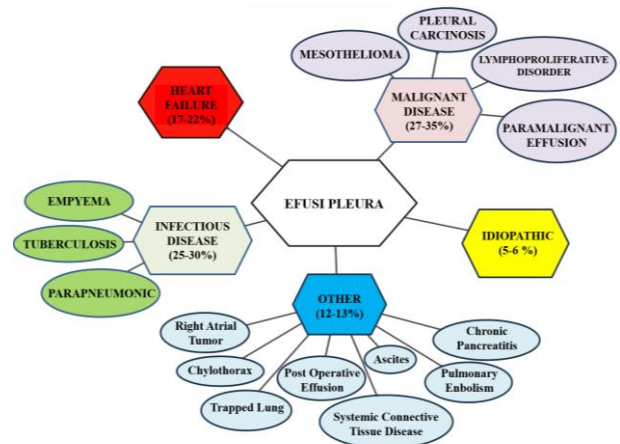 PLEURAL
CARCINOSIS
MESOTHELIOMA
LYMPHOPROLIFERATIVE
DISORDER
HEART
FAILURE
(17-22%)
MALIGNANT
DISEASE
(27-35%)
PARAMALIGNANT
EFFUSION
EFUSI PLEURA
EMPYEMA
TUBERCULOSIS
PARAPNEUMONIC
INFECTIOUS
DISEASE
(25-30%)
IDIOPATHIC
(5-6 %)
OTHER
(12-13%)
Right Atrial
Tumor
Chylothorax
Trapped Lung
Post Operative
Effusion
Ascites
Systemic Connective
Tissue Disease
Chronic
Pancreatitis
Pulmonary
Enbolism